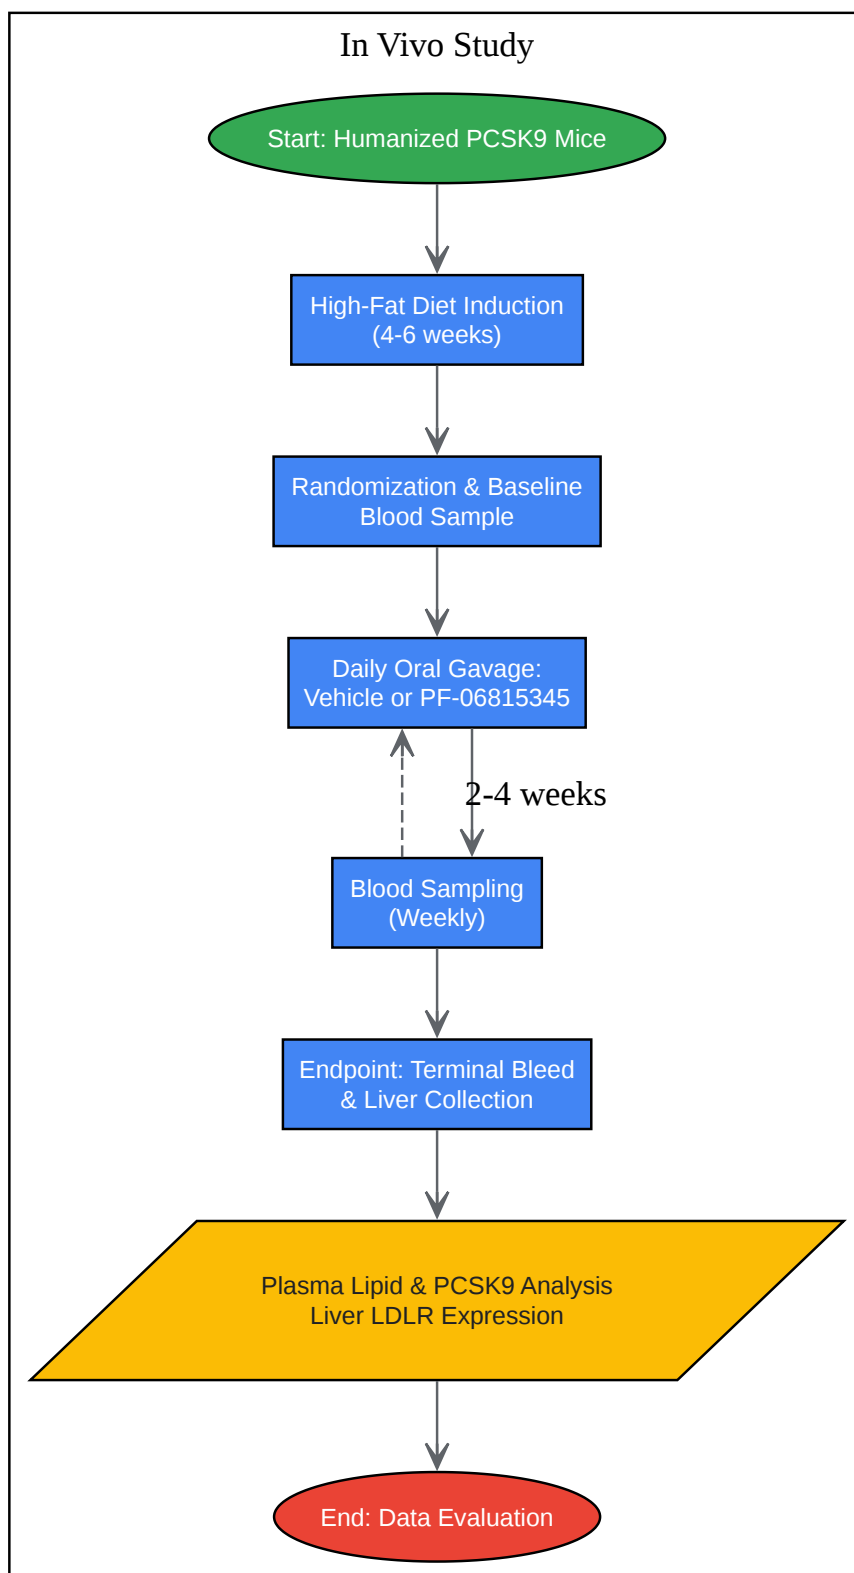 In Vivo Study
Start: Humanized PCSK9 Mice
High-Fat Diet Induction
(4-6 weeks)
Randomization & Baseline
Blood Sample
Daily Oral Gavage:
Vehicle or PF-06815345
2-4 weeks
Blood Sampling
(Weekly)
Endpoint: Terminal Bleed
& Liver Collection
Plasma Lipid & PCSK9 Analysis
Liver LDLR Expression
End: Data Evaluation